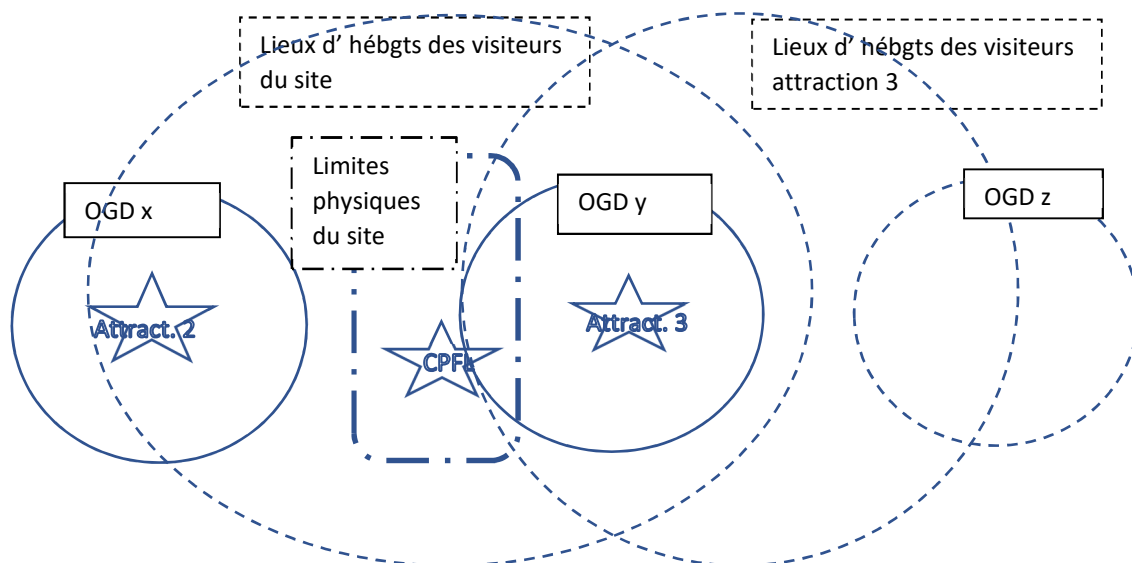 Lieux d’ hébgts des visiteurs
du site
Lieux d’ hébgts des visiteurs
attraction 3
Limites
physiques
du site
OGD x
OGD y
OGD z
Attract. 2
Attract. 3